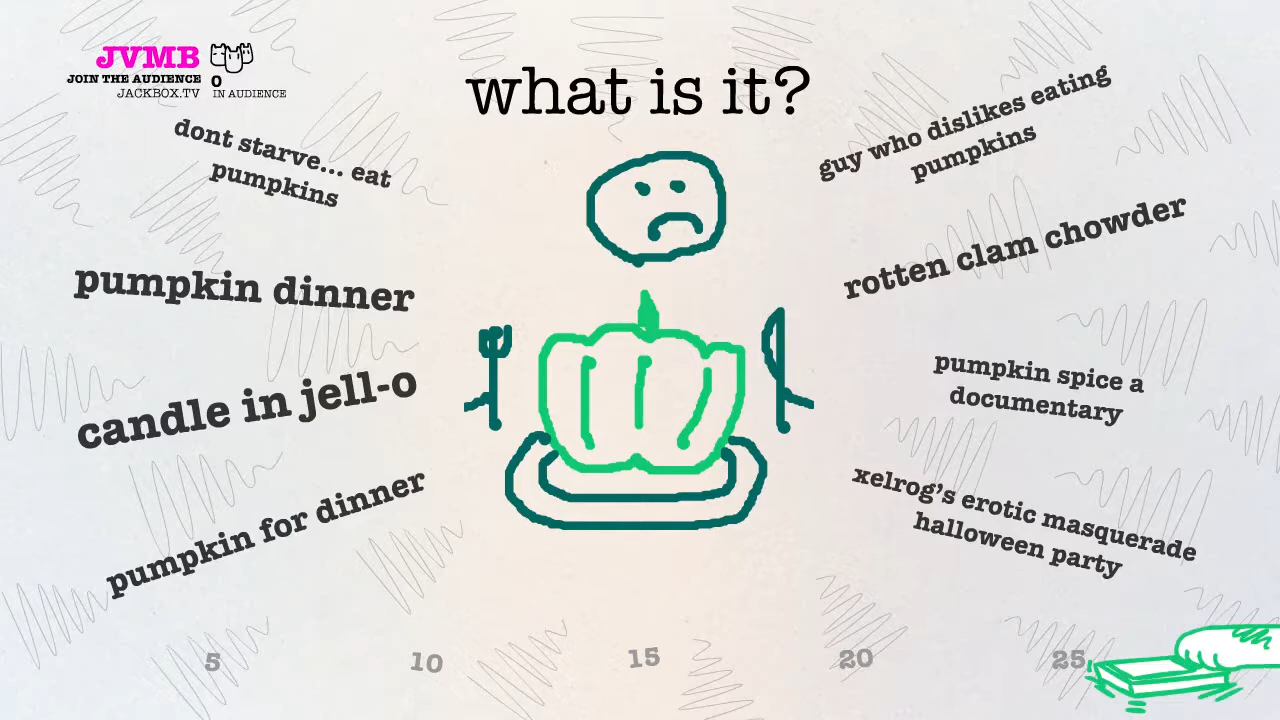 JVMB
JOIN THE AUDIENCE
JACKBOX.TV
0
IN AUDIENCE
what is it?
dont starve... eat
pumpkins
pumpkin dinner
candle in jell-o
pumpkin for dinner
guy who dislikes eating
pumpkins
rotten clam chowder
pumpkin spice a
documentary
xelrog's erotic masquerade
halloween party
5 10 15 20 25